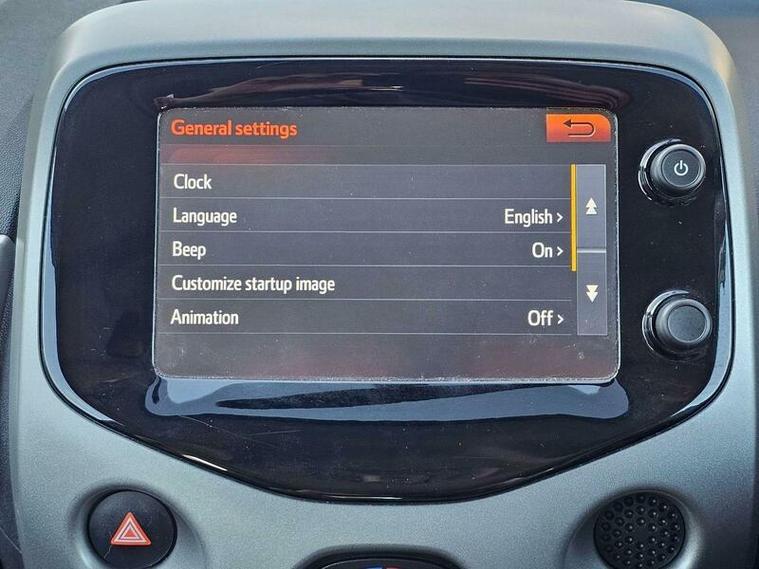 General settings
Clock
Language English >
Beep On >
Customize startup image
Animation Off >